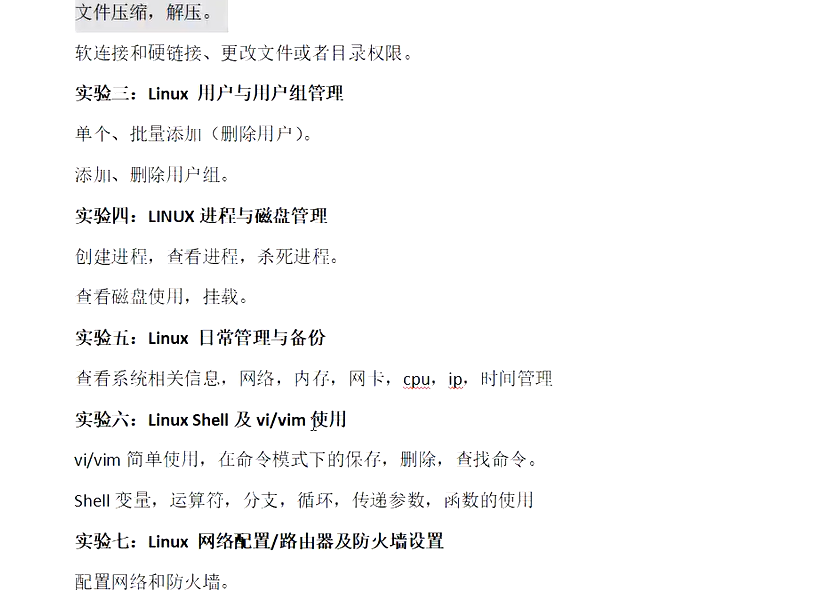 文件压缩，解压。
软连接和硬链接、更改文件或者目录权限。
实验三：Linux 用户与用户组管理
单个、批量添加（删除用户）。
添加、删除用户组。
实验四：LINUX 进程与磁盘管理
创建进程，查看进程，杀死进程。
查看磁盘使用，挂载。
实验五：Linux 日常管理与备份
查看系统相关信息，网络，内存，网卡，cpu，ip，时间管理
实验六：Linux Shell 及 vi/vim 使用
vi/vim 简单使用，在命令模式下的保存，删除，查找命令。
Shell 变量，运算符，分支，循环，传递参数，函数的使用
实验七：Linux 网络配置/路由器及防火墙设置
配置网络和防火墙。